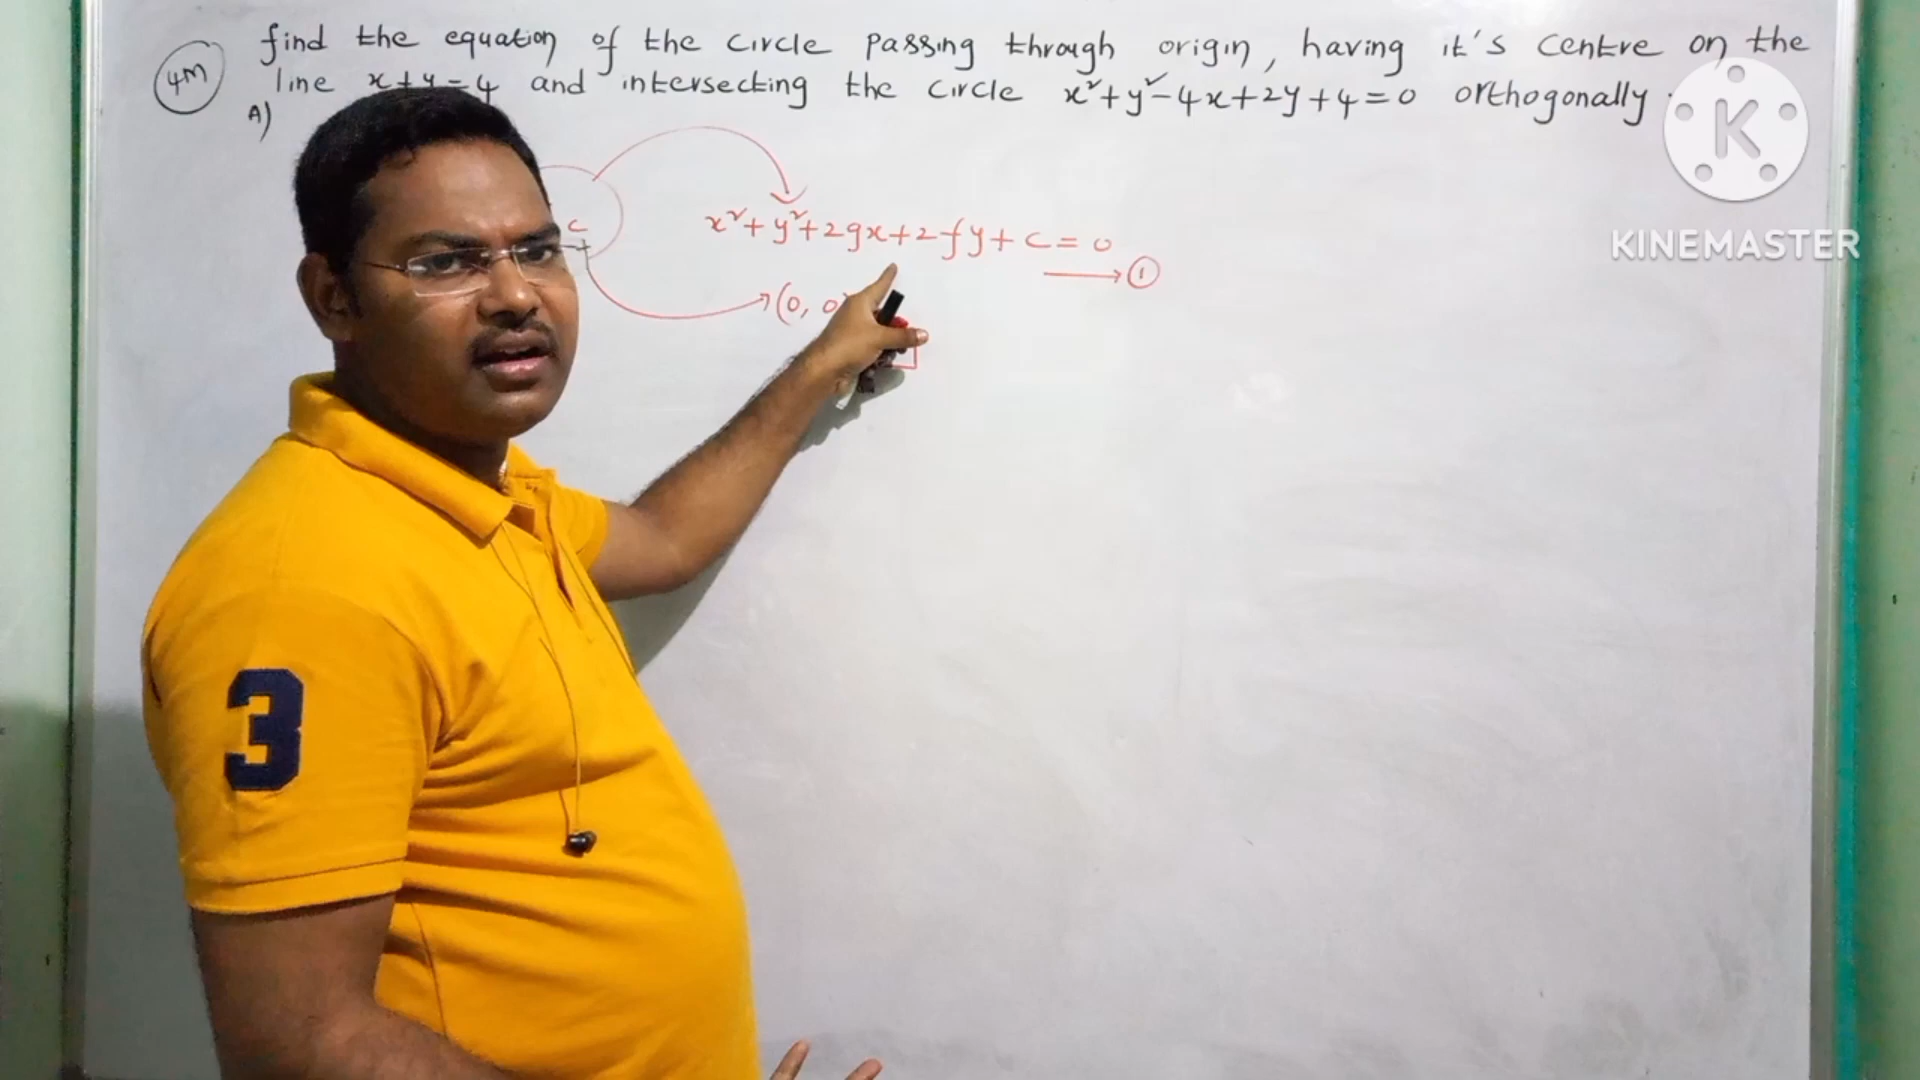 4M
find the equation of the circle passing through origin, having it's centre on the
line x+y=4 and intersecting the circle x²+y²-4x+2y+4=0 orthogonally
A)
K
KINEMASTER
c
x²+y²+2gx+2fy+c=0
→①
(0, 0
3